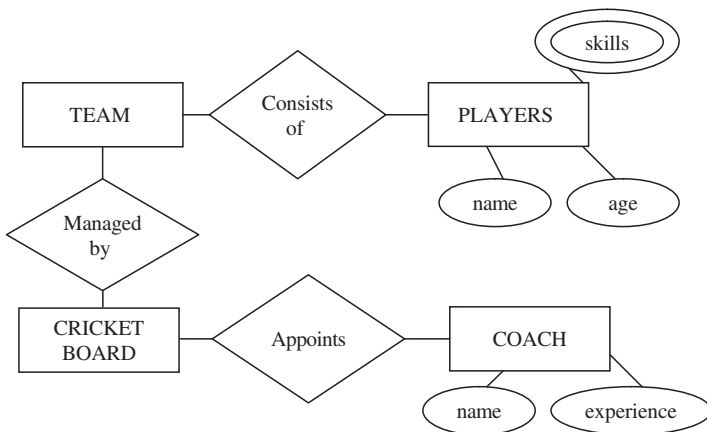 skills
TEAM
Consists
of
PLAYERS
name
age
Managed
by
CRICKET
BOARD
Appoints
COACH
name
experience